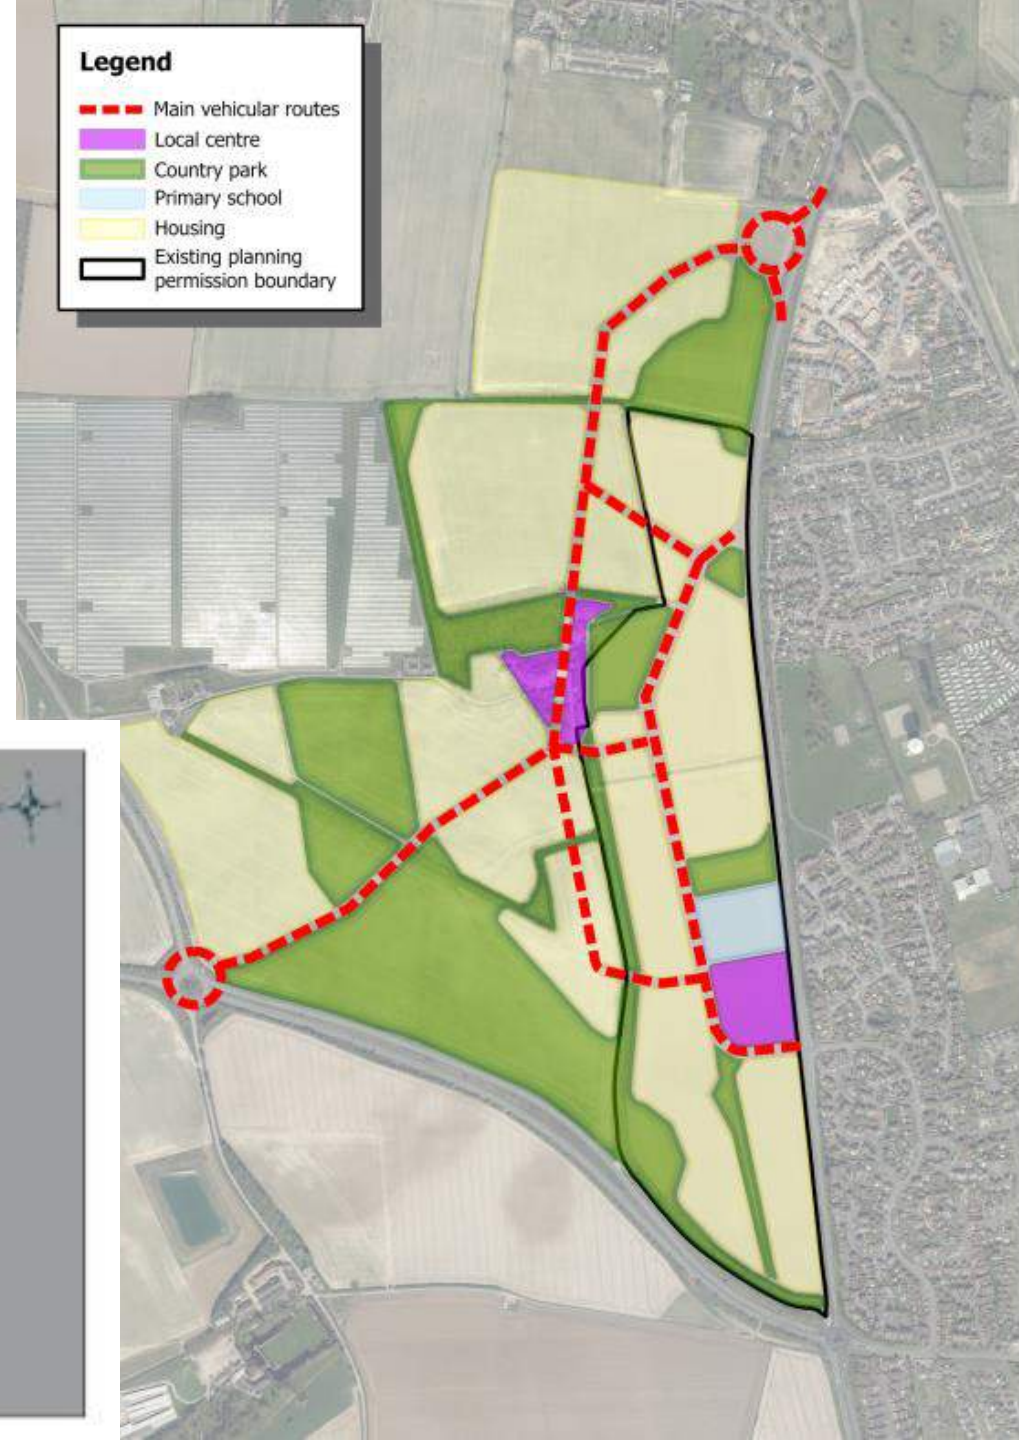 Legend
Main vehicular routes
Local centre
Country park
Primary school
Housing
Existing planning
permission boundary